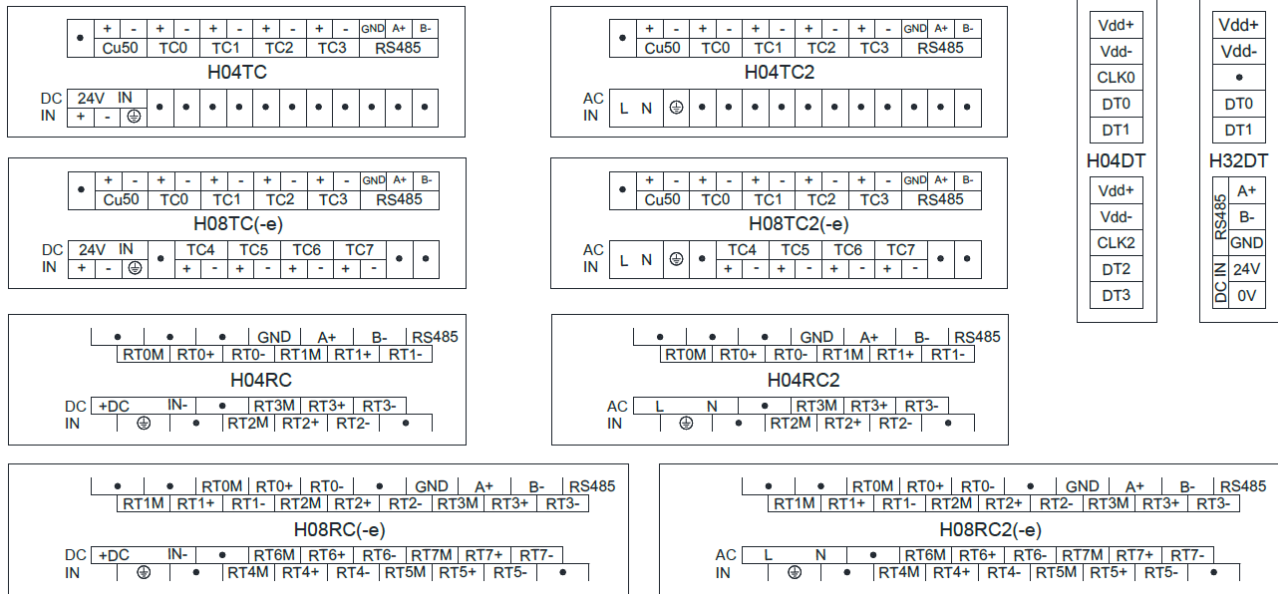 • + - + - + - + - + - GND A+ B-
Cu50 TC0 TC1 TC2 TC3 RS485
H04TC
DC 24V IN • • • • • • • • • • •
IN + -
• + - + - + - + - + - GND A+ B-
Cu50 TC0 TC1 TC2 TC3 RS485
H04TC2
AC IN L N • • • • • • • • • • •
• + - + - + - + - + - GND A+ B-
Cu50 TC0 TC1 TC2 TC3 RS485
H08TC(-e)
DC 24V IN • TC4 TC5 TC6 TC7 • •
IN + - + - + - + - + -
• + - + - + - + - + - GND A+ B-
Cu50 TC0 TC1 TC2 TC3 RS485
H08TC2(-e)
AC IN L N • TC4 TC5 TC6 TC7 • •
+ - + - + - + -
Vdd+
Vdd-
CLK0
DT0
DT1
H04DT
Vdd+
Vdd-
CLK2
DT2
DT3
Vdd+
Vdd-
•
DT0
DT1
H32DT
RS485
A+
B-
GND
DC IN
24V
0V
• • • GND A+ B- RS485
RT0M RT0+ RT0- RT1M RT1+ RT1-
H04RC
DC +DC IN- • RT3M RT3+ RT3-
IN • RT2M RT2+ RT2- •
• • • GND A+ B- RS485
RT0M RT0+ RT0- RT1M RT1+ RT1-
H04RC2
AC L N • RT3M RT3+ RT3-
IN • RT2M RT2+ RT2- •
• • RT0M RT0+ RT0- • GND A+ B- RS485
RT1M RT1+ RT1- RT2M RT2+ RT2- RT3M RT3+ RT3-
H08RC(-e)
DC +DC IN- • RT6M RT6+ RT6- RT7M RT7+ RT7-
IN • RT4M RT4+ RT4- RT5M RT5+ RT5- •
• • RT0M RT0+ RT0- • GND A+ B- RS485
RT1M RT1+ RT1- RT2M RT2+ RT2- RT3M RT3+ RT3-
H08RC2(-e)
AC L N • RT6M RT6+ RT6- RT7M RT7+ RT7-
IN • RT4M RT4+ RT4- RT5M RT5+ RT5- •